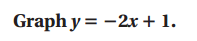 Graph y = −2x + 1.